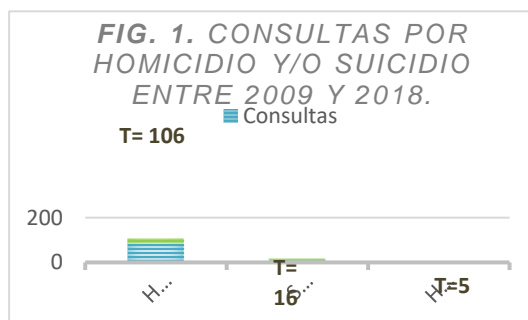 FIG. 1. CONSULTAS POR
HOMICIDIO Y/O SUICIDIO
ENTRE 2009 Y 2018.
Consultas
T= 106
200
0
T=
16
T=5
H...
S...
H...